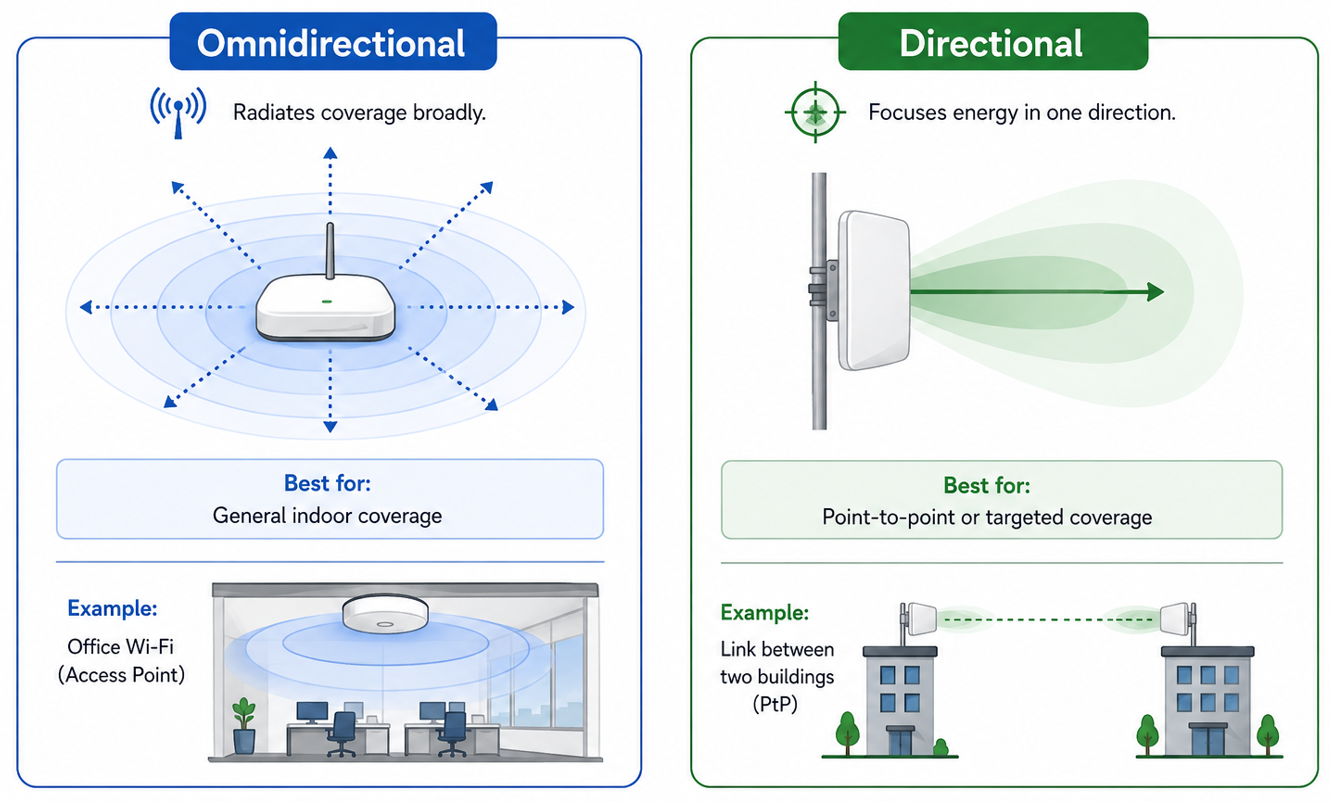 Omnidirectional
Radiates coverage broadly.
Best for:
General indoor coverage
Example:
Office Wi-Fi
(Access Point)
Directional
Focuses energy in one direction.
Best for:
Point-to-point or targeted coverage
Example:
Link between
two buildings
(PtP)